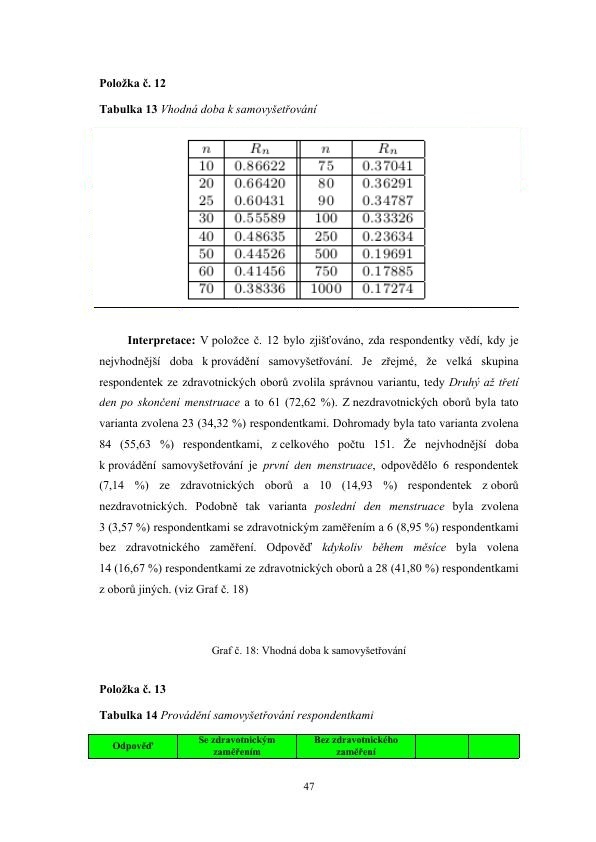 Položka č. 12
Tabulka 13 Vhodná doba k samovyšetřování
n Rn n Rn
10 0.86622 75 0.37041
20 0.66420 80 0.36291
25 0.60431 90 0.34787
30 0.55589 100 0.33326
40 0.48635 250 0.23634
50 0.44526 500 0.19691
60 0.41456 750 0.17885
70 0.38336 1000 0.17274
Interpretace: V položce č. 12 bylo zjišťováno, zda respondentky vědí, kdy je
nejvhodnější doba k provádění samovyšetřování. Je zřejmé, že velká skupina
respondentek ze zdravotnických oborů zvolila správnou variantu, tedy Druhý až třetí
den po skončení menstruace a to 61 (72,62 %). Z nezdravotnických oborů byla tato
varianta zvolena 23 (34,32 %) respondentkami. Dohromady byla tato varianta zvolena
84 (55,63 %) respondentkami, z celkového počtu 151. Že nejvhodnější doba
k provádění samovyšetřování je první den menstruace, odpovědělo 6 respondentek
(7,14 %) ze zdravotnických oborů a 10 (14,93 %) respondentek z oborů
nezdravotnických. Podobně tak varianta poslední den menstruace byla zvolena
3 (3,57 %) respondentkami se zdravotnickým zaměřením a 6 (8,95 %) respondentkami
bez zdravotnického zaměření. Odpověď kdykoliv během měsíce byla volena
14 (16,67 %) respondentkami ze zdravotnických oborů a 28 (41,80 %) respondentkami
z oborů jiných. (viz Graf č. 18)
Graf č. 18: Vhodná doba k samovyšetřování
Položka č. 13
Tabulka 14 Provádění samovyšetřování respondentkami
Odpověď Se zdravotnickým zaměřením Bez zdravotnického zaměření
47